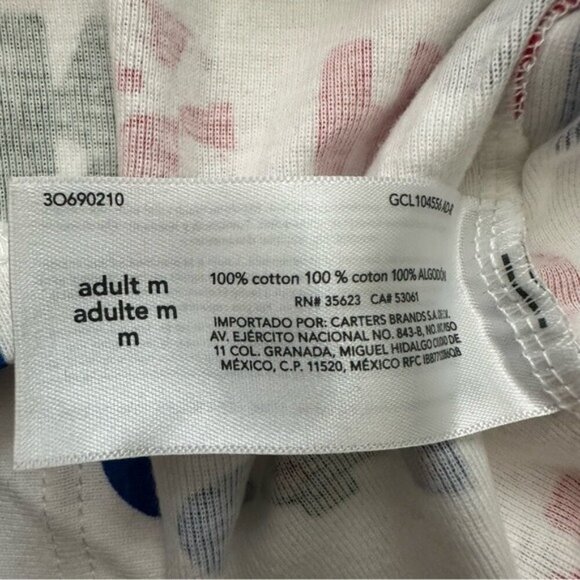 3O690210
GCL104556
adult m
adulte m
m
100% cotton 100 % coton 100% ALGODÓN
RN# 35623 CA# 53061
IMPORTADO POR: CARTERS BRANDS S.A. DE C.V.
AV. EJÉRCITO NACIONAL NO. 843-B, NO. INT. PISO
11 COL. GRANADA, MIGUEL HIDALGO CIUDAD DE
MÉXICO, C.P. 11520, MÉXICO RFC